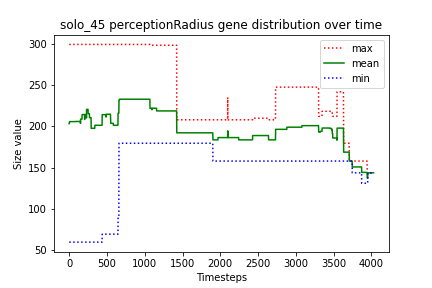 solo_45 perceptionRadius gene distribution over time
300
250
200
150
100
50
Size value
max
mean
min
0 500 1000 1500 2000 2500 3000 3500 4000
Timesteps